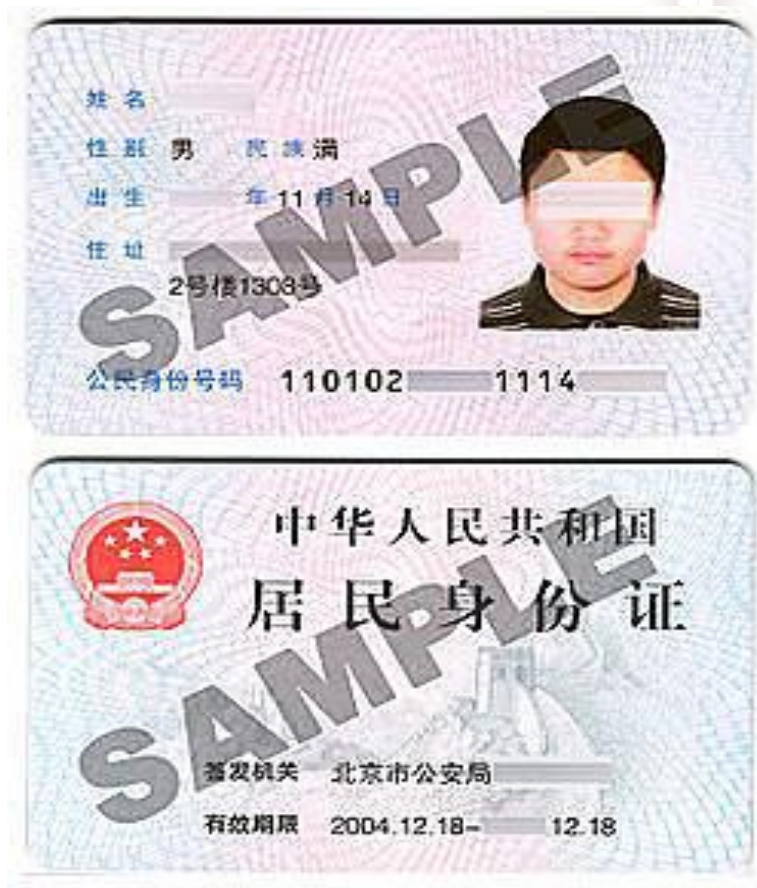 姓名
性别 男 民族 满
出生 年 11 月 14 日
住址
2号楼1303号
公民身份号码 110102 1114
SAMPLE
中华人民共和国
居民身份证
签发机关 北京市公安局
有效期限 2004.12.18- 12.18
SAMPLE